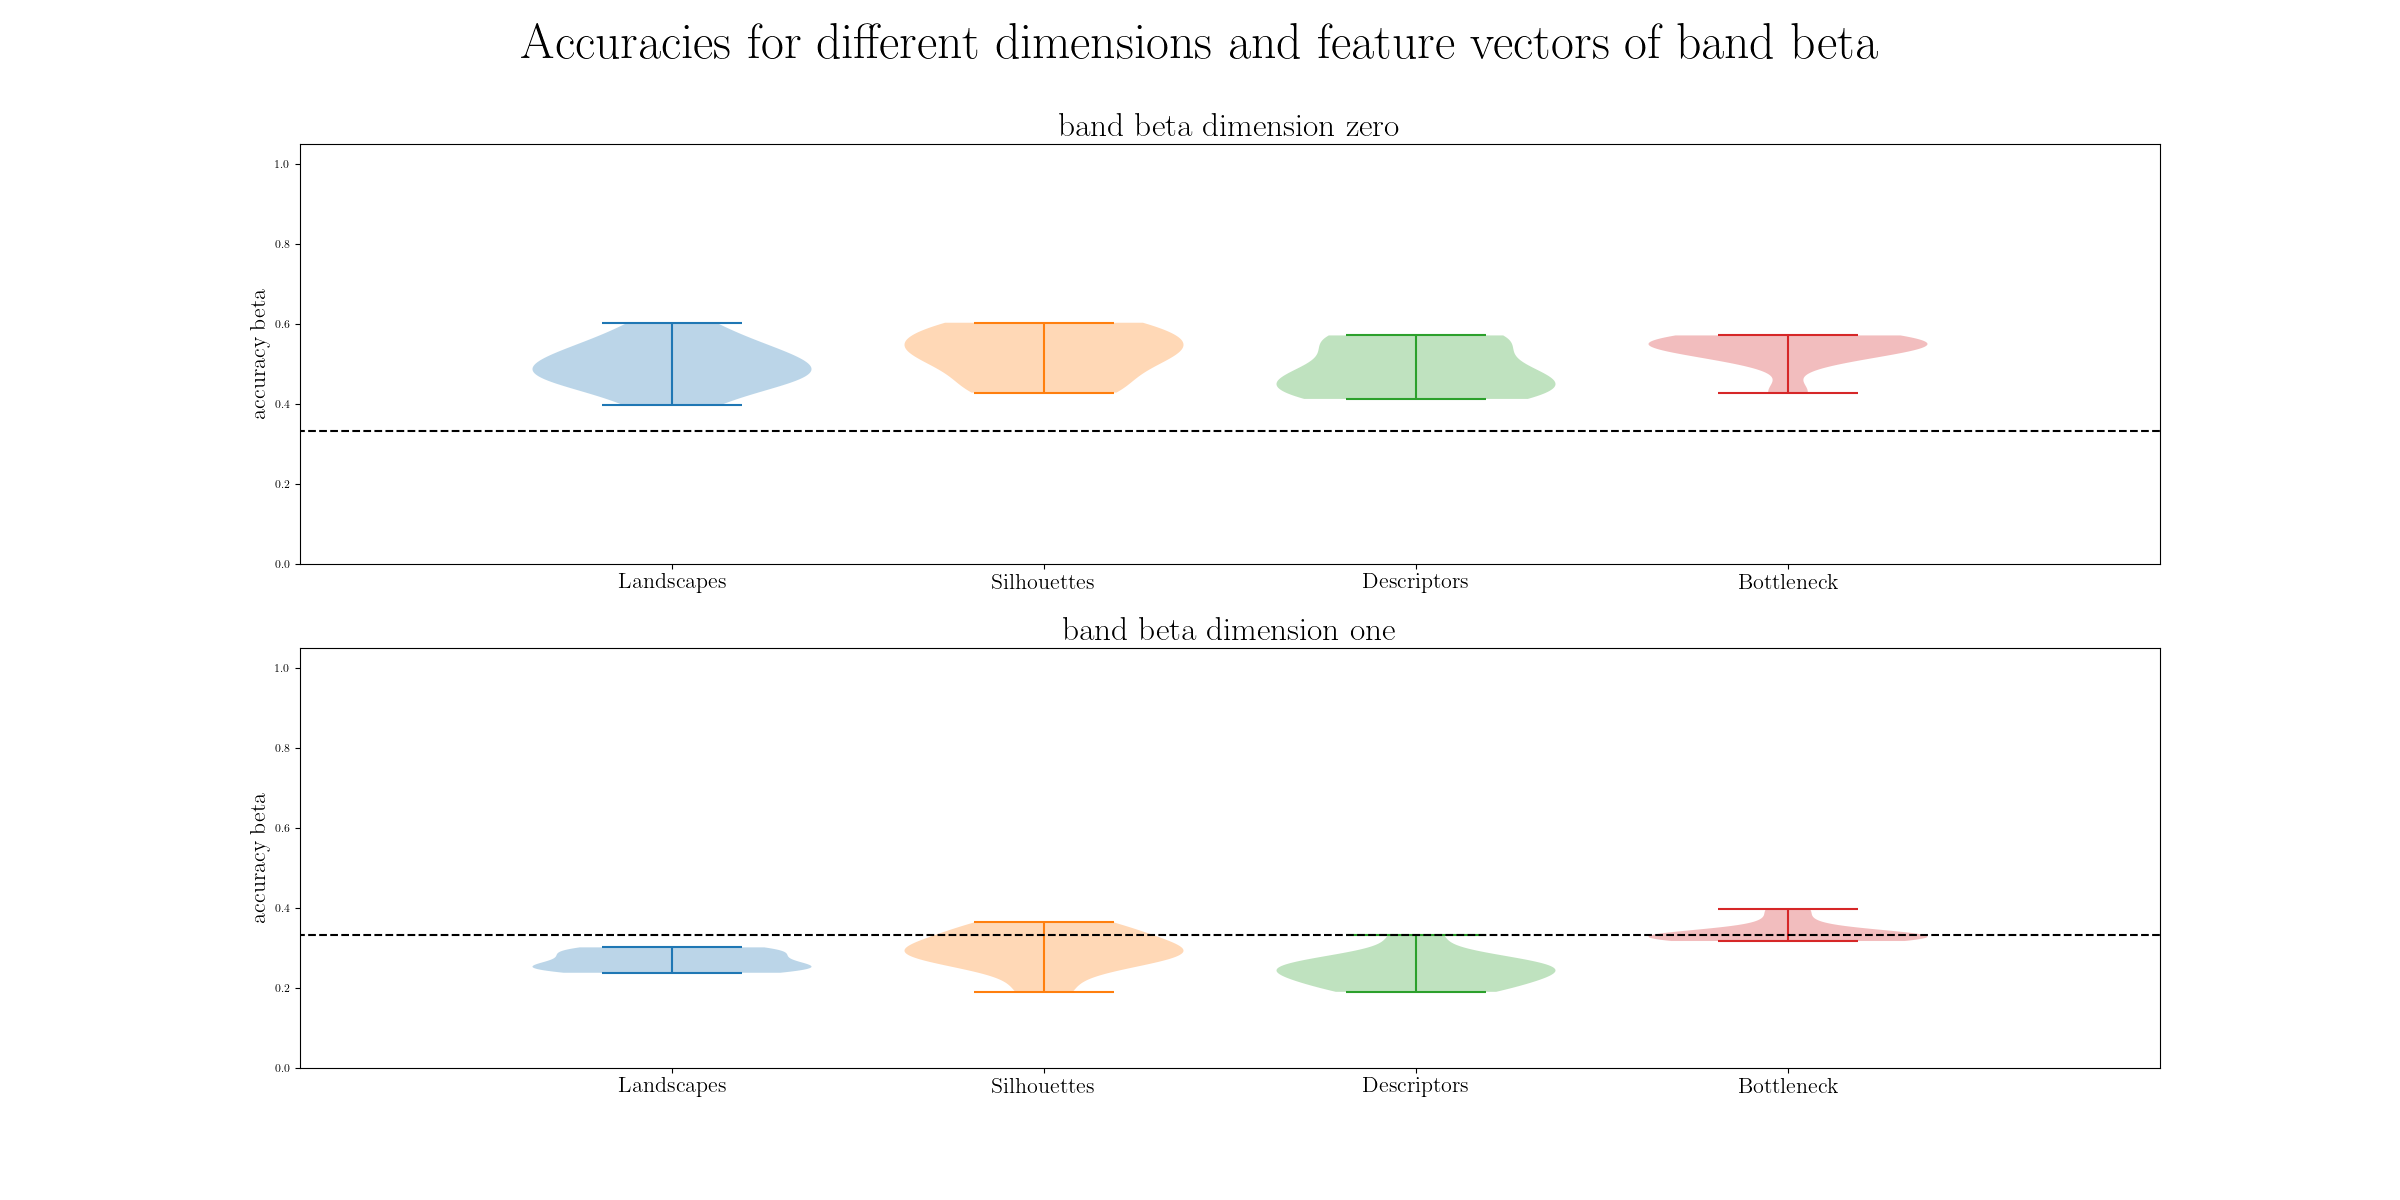 Accuracies for different dimensions and feature vectors of band beta
band beta dimension zero
accuracy beta
1.0
0.8
0.6
0.4
0.2
0.0
Landscapes Silhouettes Descriptors Bottleneck
band beta dimension one
accuracy beta
1.0
0.8
0.6
0.4
0.2
0.0
Landscapes Silhouettes Descriptors Bottleneck